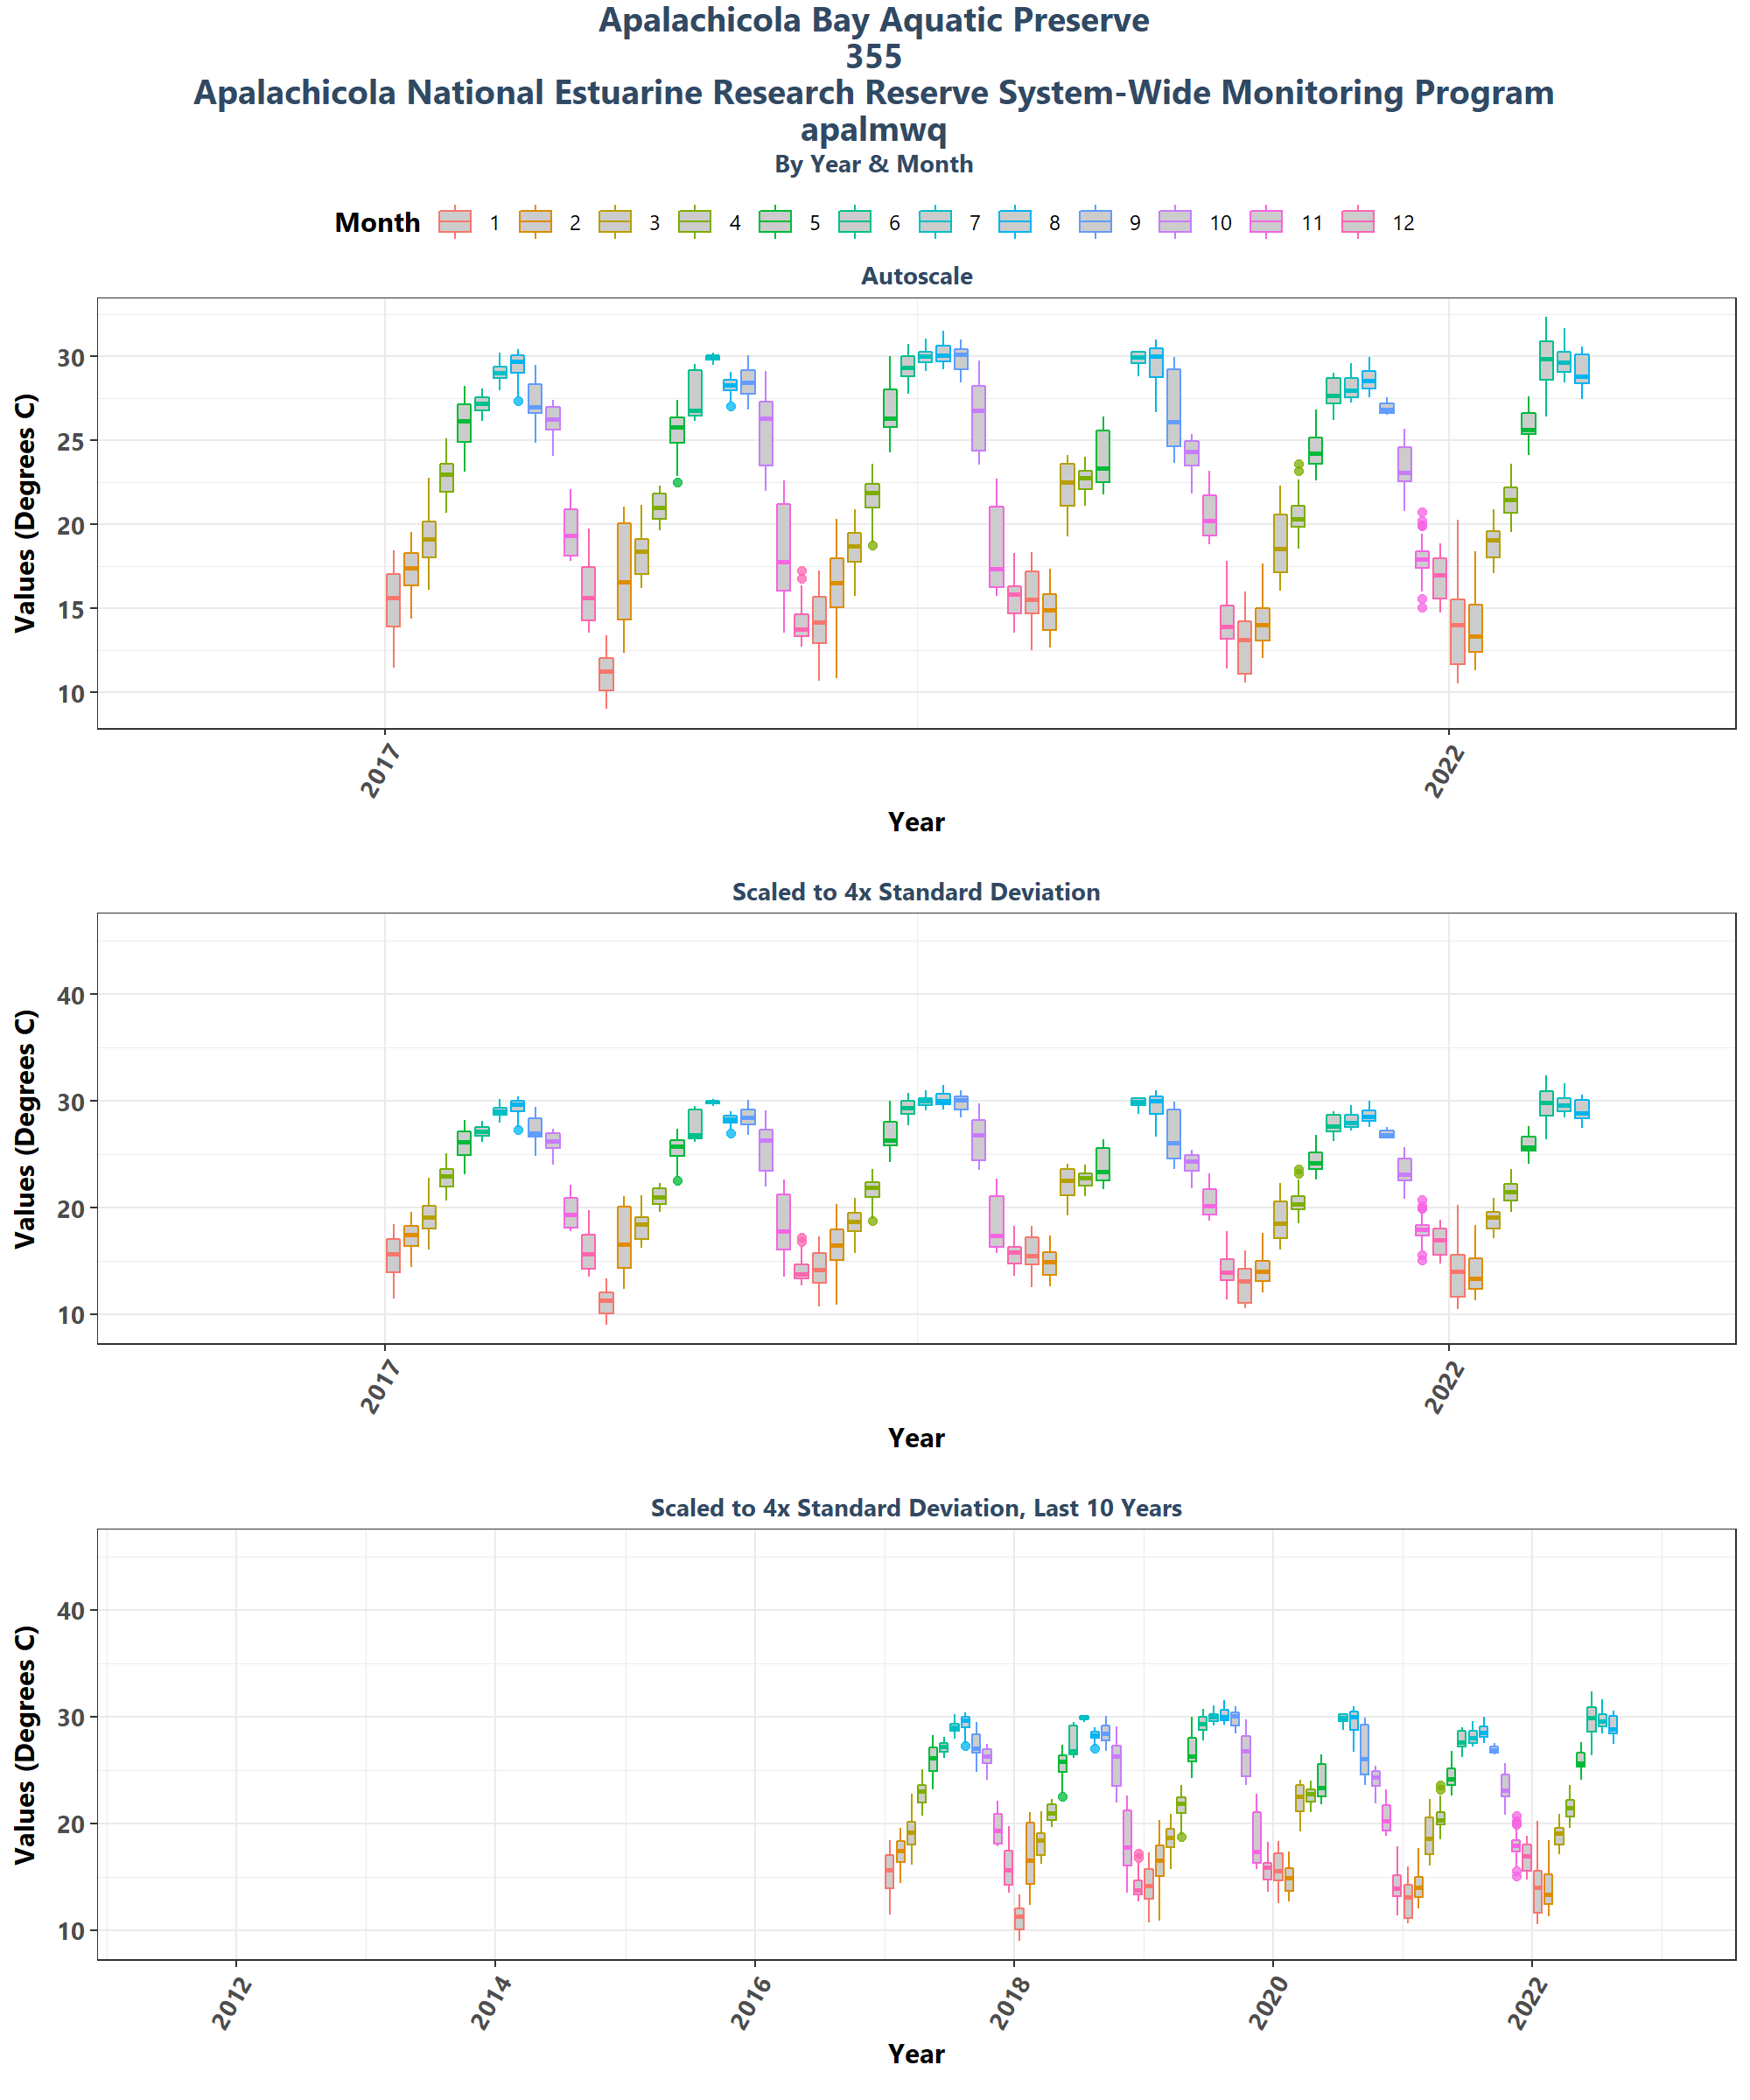 Apalachicola Bay Aquatic Preserve
355
Apalachicola National Estuarine Research Reserve System-Wide Monitoring Program
apalmwq
By Year & Month
Month 1 2 3 4 5 6 7 8 9 10 11 12
Autoscale
Values (Degrees C)
30
25
20
15
10
2017 2022
Year
Scaled to 4x Standard Deviation
Values (Degrees C)
40
30
20
10
2017 2022
Year
Scaled to 4x Standard Deviation, Last 10 Years
Values (Degrees C)
40
30
20
10
2012 2014 2016 2018 2020 2022
Year